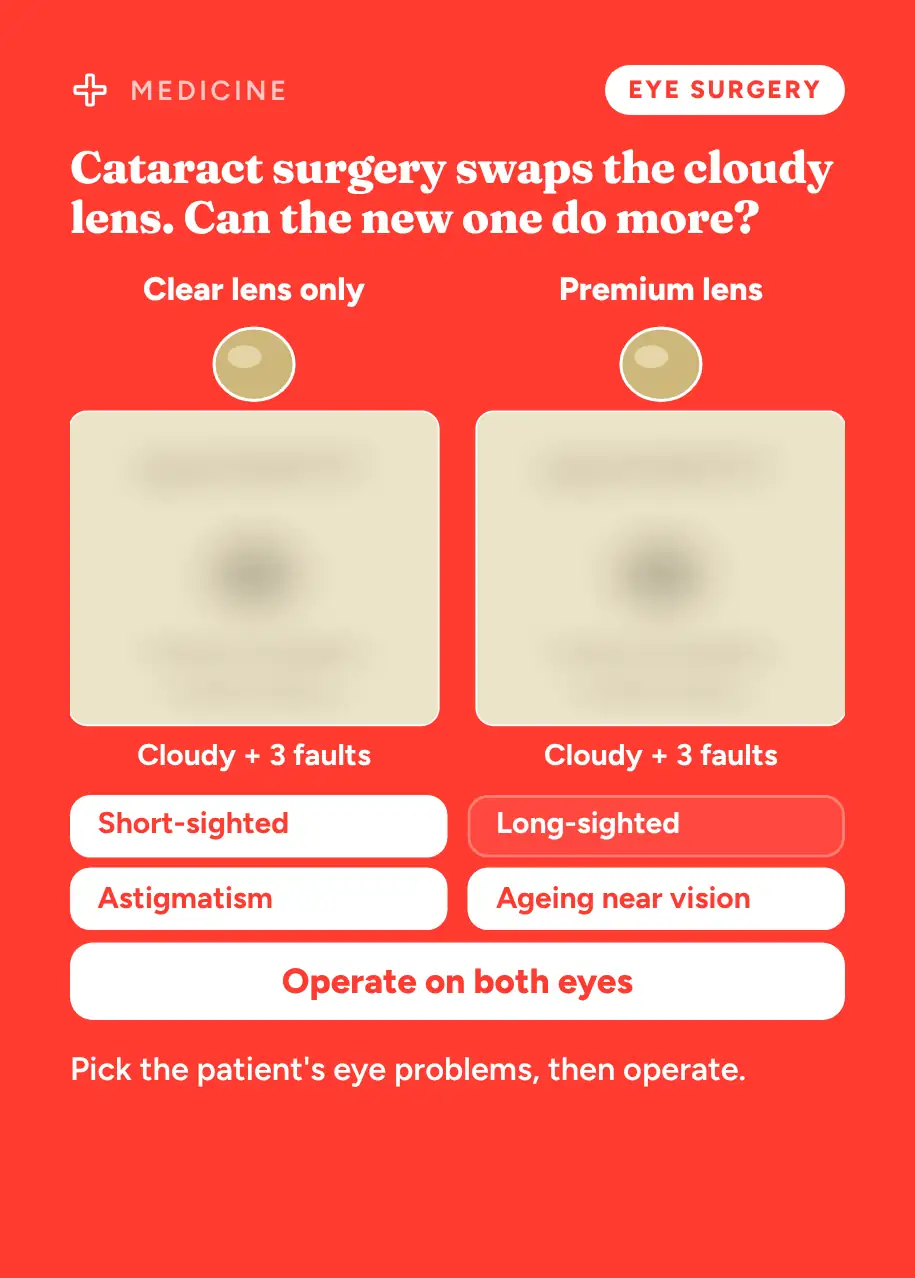 MEDICINE
EYE SURGERY
Cataract surgery swaps the cloudy
lens. Can the new one do more?
Clear lens only
Premium lens
Cloudy + 3 faults
Cloudy + 3 faults
Short-sighted
Long-sighted
Astigmatism
Ageing near vision
Operate on both eyes
Pick the patient's eye problems, then operate.